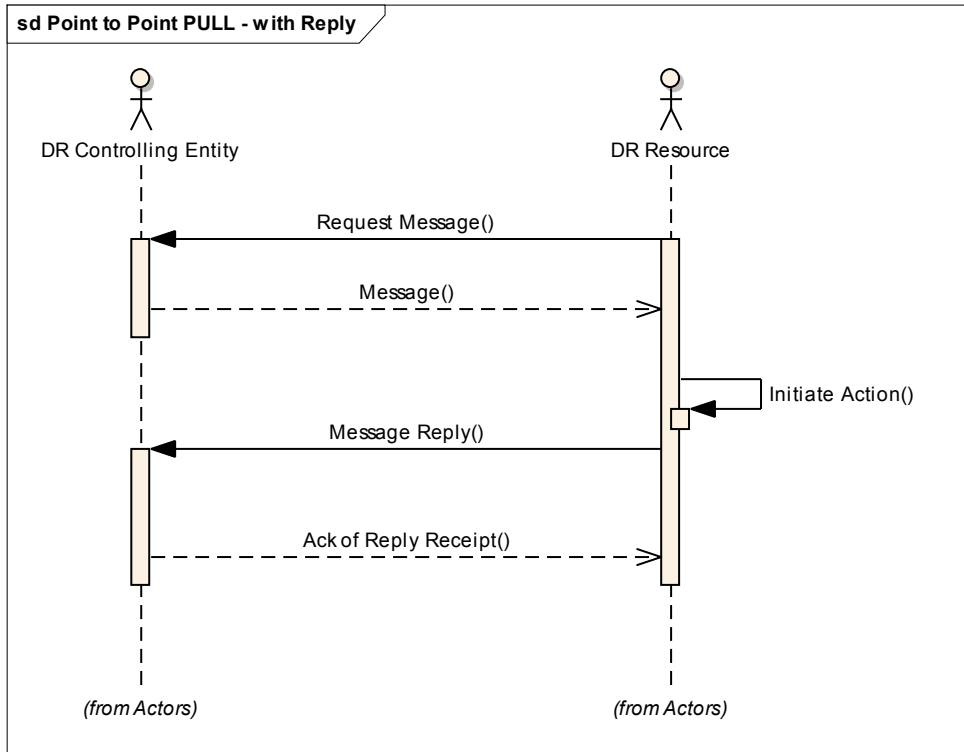 sd Point to Point PULL - with Reply
DR Controlling Entity
DR Resource
Request Message()
Message()
Initiate Action()
Message Reply()
Ack of Reply Receipt()
(from Actors)
(from Actors)